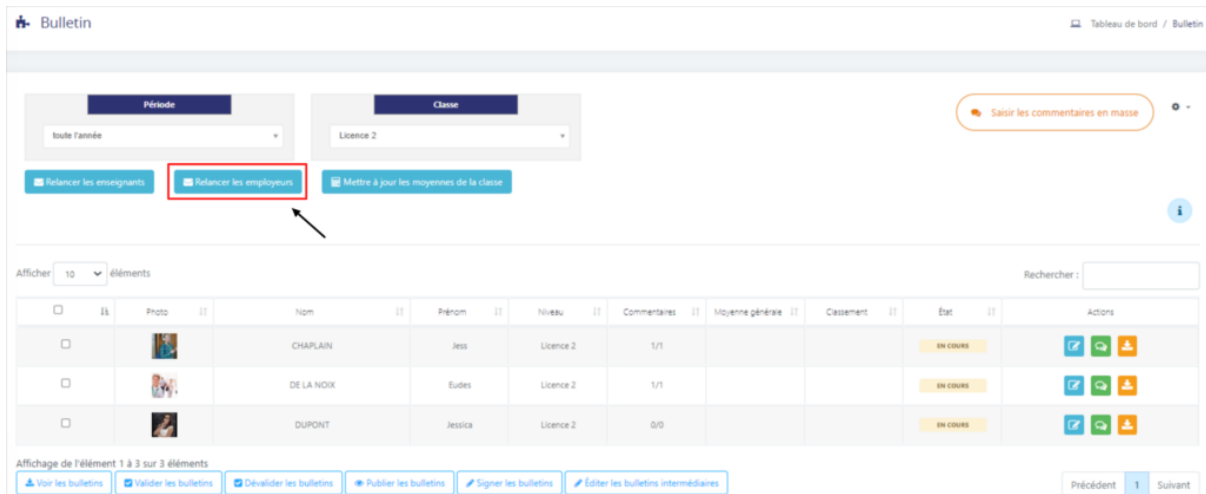 Bulletin
Tableau de bord / Bulletin
Période
Classe
toute l'année
Licence 2
Saisir les commentaires en masse
Relancer les enseignants
Relancer les employeurs
Mettre à jour les moyennes de la classe
i
Afficher 10 éléments
Rechercher :
Photo Nom Prénom Niveau Commentaires Moyenne générale Classement État Actions
CHAPLAIN Jess Licence 2 1/1 EN COURS
DE LA NOIX Eudes Licence 2 1/1 EN COURS
DUPONT Jessica Licence 2 0/0 EN COURS
Affichage de l'élément 1 à 3 sur 3 éléments
Voir les bulletins Valider les bulletins Dévalider les bulletins Publier les bulletins Signer les bulletins Éditer les bulletins intermédiaires
Précédent 1 Suivant